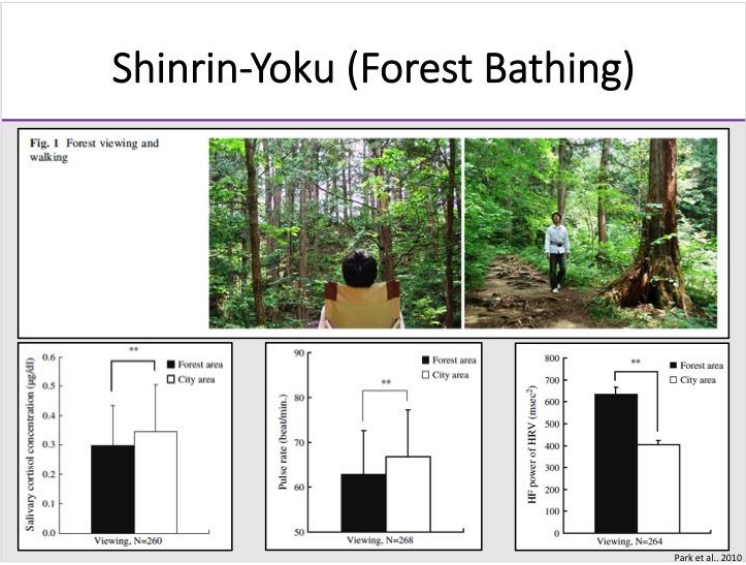 Shinrin-Yoku (Forest Bathing)
Fig. 1 Forest viewing and
walking
Salivary cortisol concentration (µg/dl)
0.6
0.5
0.4
0.3
0.2
0.1
0.0
**
Forest area
City area
Viewing, N=260
Pulse rate (beat/min.)
90
80
70
60
50
**
Forest area
City area
Viewing, N=268
HF power of HRV (msec²)
800
700
600
500
400
300
200
100
0
**
Forest area
City area
Viewing, N=264
Park et al.. 2010